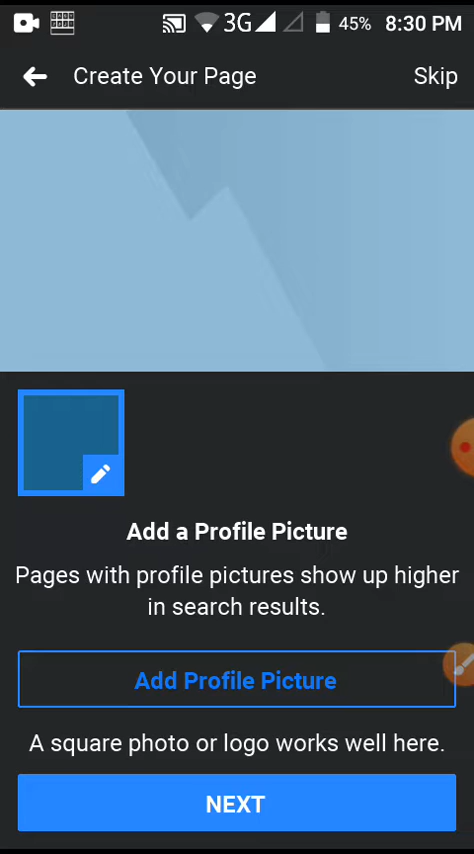 3G 45% 8:30 PM
Create Your Page Skip
Add a Profile Picture
Pages with profile pictures show up higher
in search results.
Add Profile Picture
A square photo or logo works well here.
NEXT